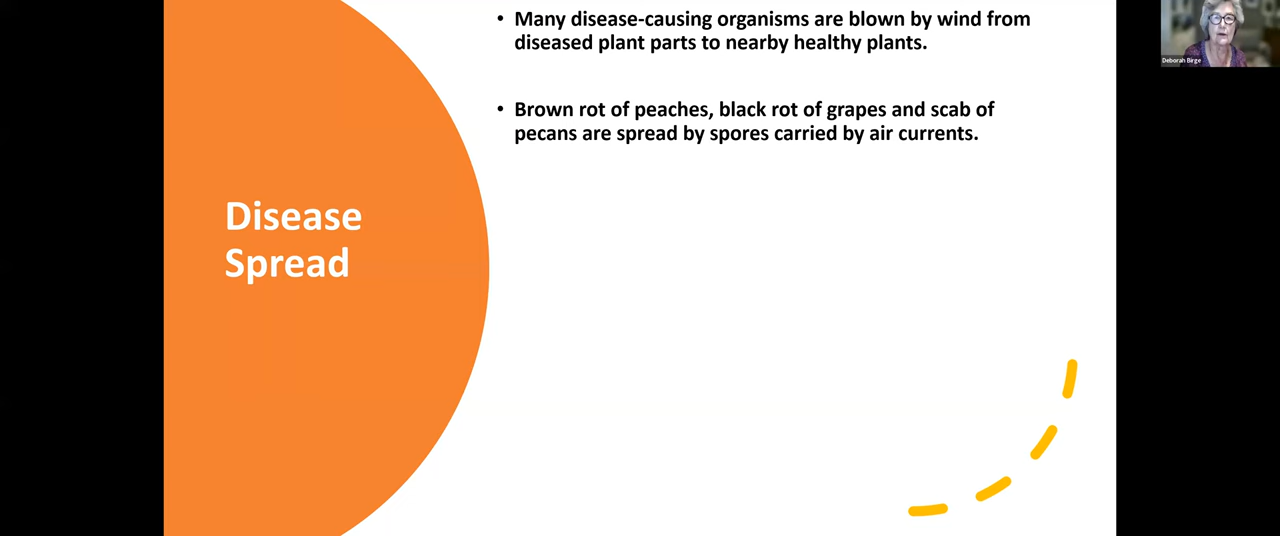 • Many disease-causing organisms are blown by wind from
diseased plant parts to nearby healthy plants.
• Brown rot of peaches, black rot of grapes and scab of
pecans are spread by spores carried by air currents.
Disease
Spread
Deborah Birge